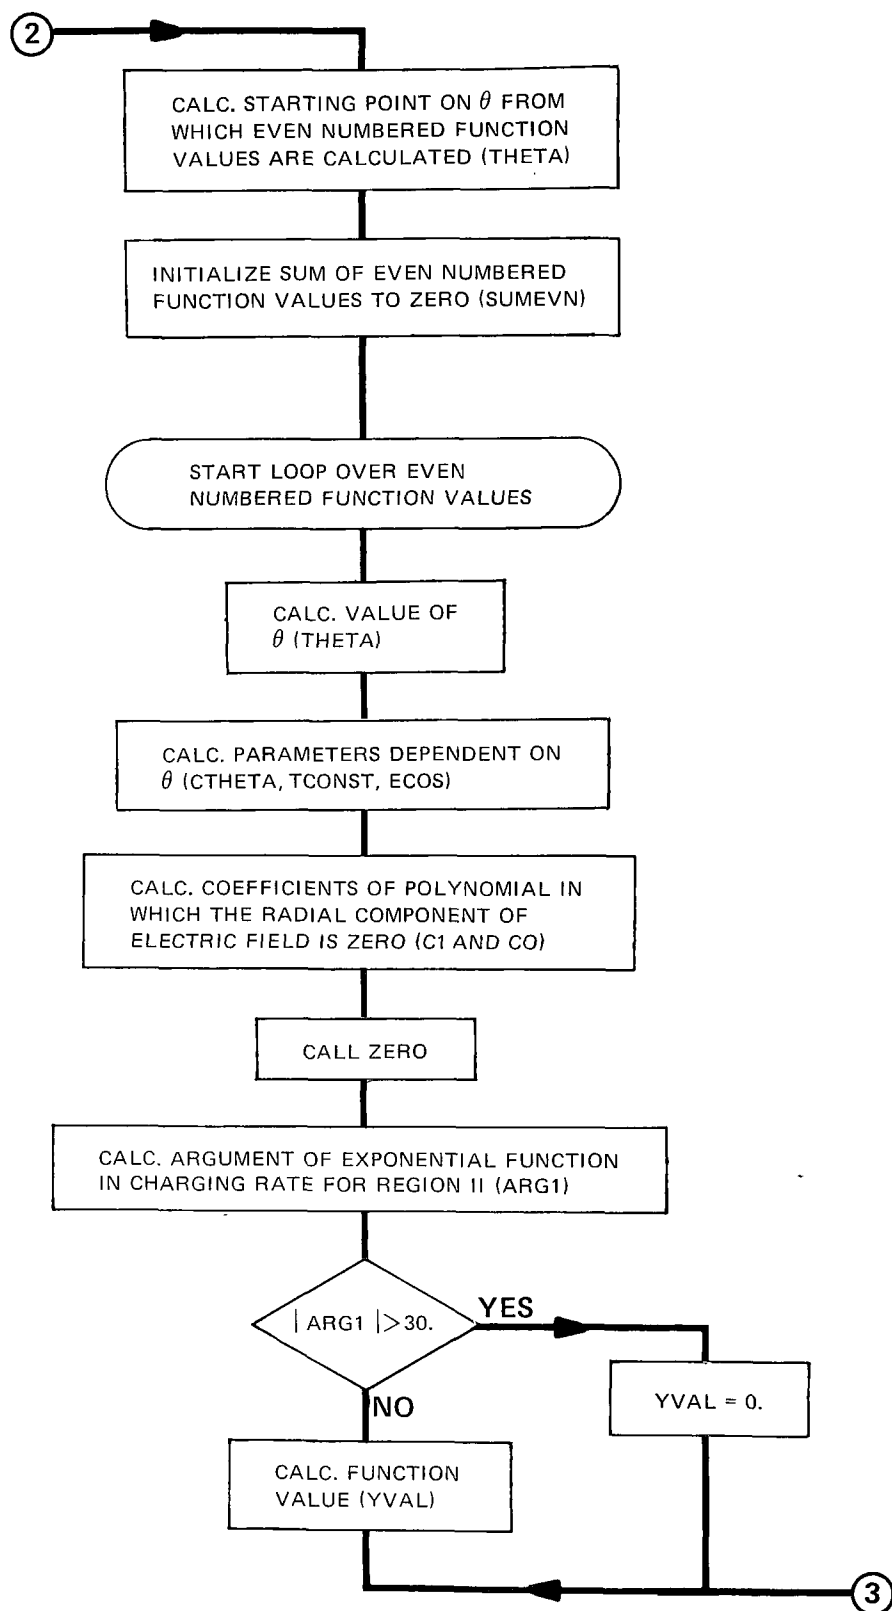 2
CALC. STARTING POINT ON θ FROM
WHICH EVEN NUMBERED FUNCTION
VALUES ARE CALCULATED (THETA)
INITIALIZE SUM OF EVEN NUMBERED
FUNCTION VALUES TO ZERO (SUMEVN)
START LOOP OVER EVEN
NUMBERED FUNCTION VALUES
CALC. VALUE OF
θ (THETA)
CALC. PARAMETERS DEPENDENT ON
θ (CTHETA, TCONST, ECOS)
CALC. COEFFICIENTS OF POLYNOMIAL IN
WHICH THE RADIAL COMPONENT OF
ELECTRIC FIELD IS ZERO (C1 AND CO)
CALL ZERO
CALC. ARGUMENT OF EXPONENTIAL FUNCTION
IN CHARGING RATE FOR REGION II (ARG1)
| ARG1 |>30.
YES
YVAL = 0.
NO
CALC. FUNCTION
VALUE (YVAL)
3